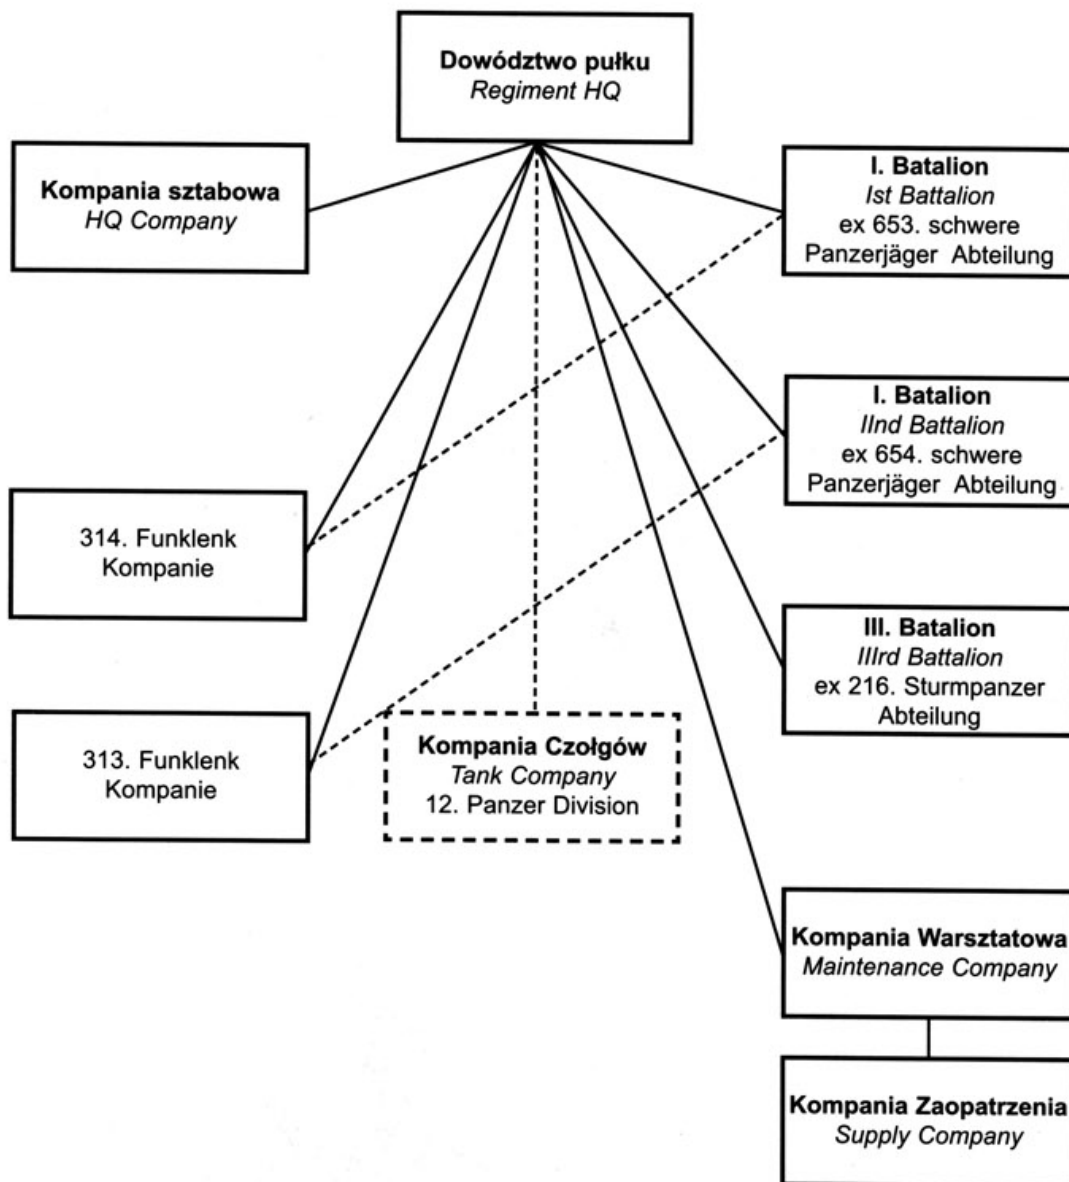 Dowództwo pułku
Regiment HQ
Kompania sztabowa
HQ Company
I. Batalion
Ist Battalion
ex 653. schwere
Panzerjäger Abteilung
I. Batalion
IInd Battalion
ex 654. schwere
Panzerjäger Abteilung
314. Funklenk
Kompanie
III. Batalion
IIIrd Battalion
ex 216. Sturmpanzer
Abteilung
313. Funklenk
Kompanie
Kompania Czołgów
Tank Company
12. Panzer Division
Kompania Warsztatowa
Maintenance Company
Kompania Zaopatrzenia
Supply Company